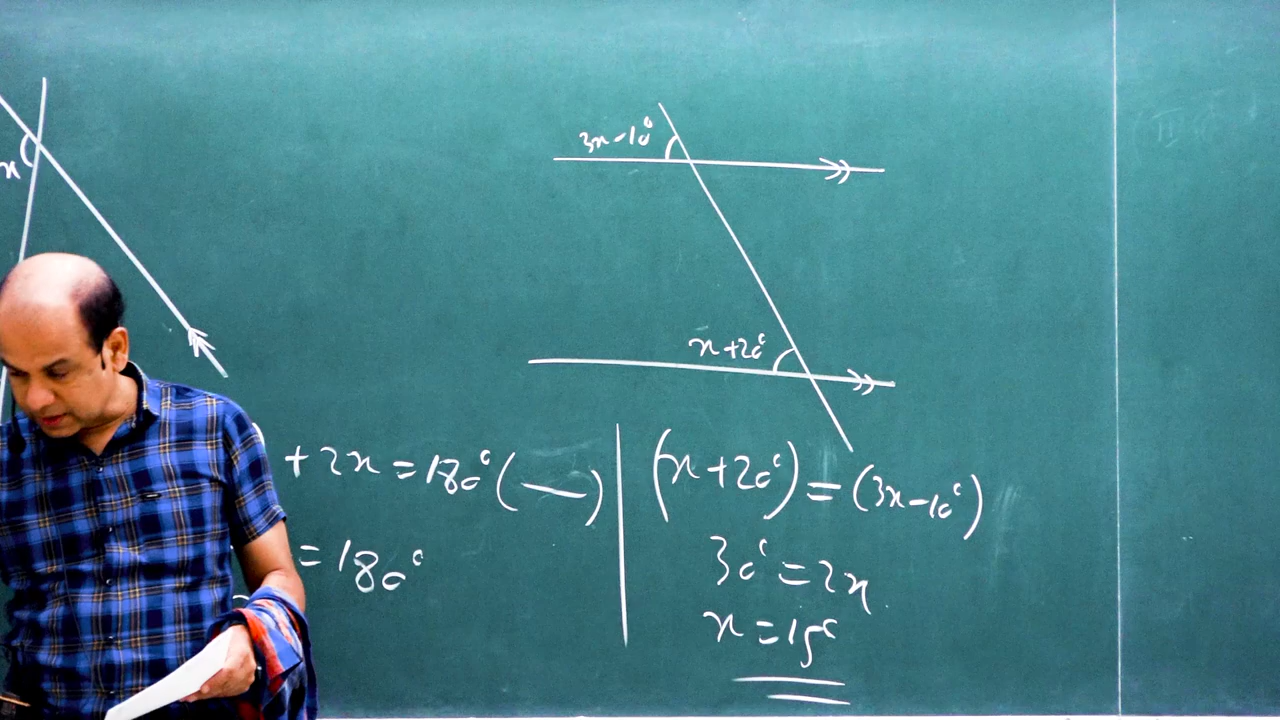 x
3x-10°
x+20°
+ 2x = 180° (—)
= 180°
(x+20°) = (3x-10°)
30° = 2x
x = 15°